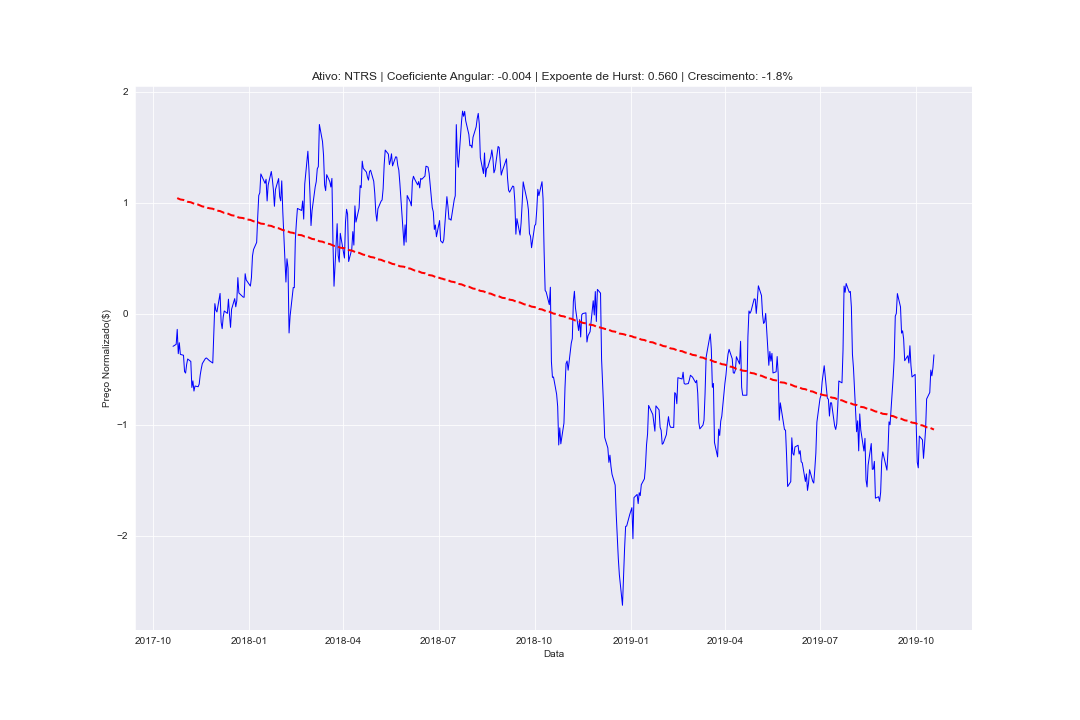 Ativo: NTRS | Coeficiente Angular: -0.004 | Expoente de Hurst: 0.560 | Crescimento: -1.8%
2
1
0
−1
−2
Preço Normalizado($)
2017-10 2018-01 2018-04 2018-07 2018-10 2019-01 2019-04 2019-07 2019-10
Data